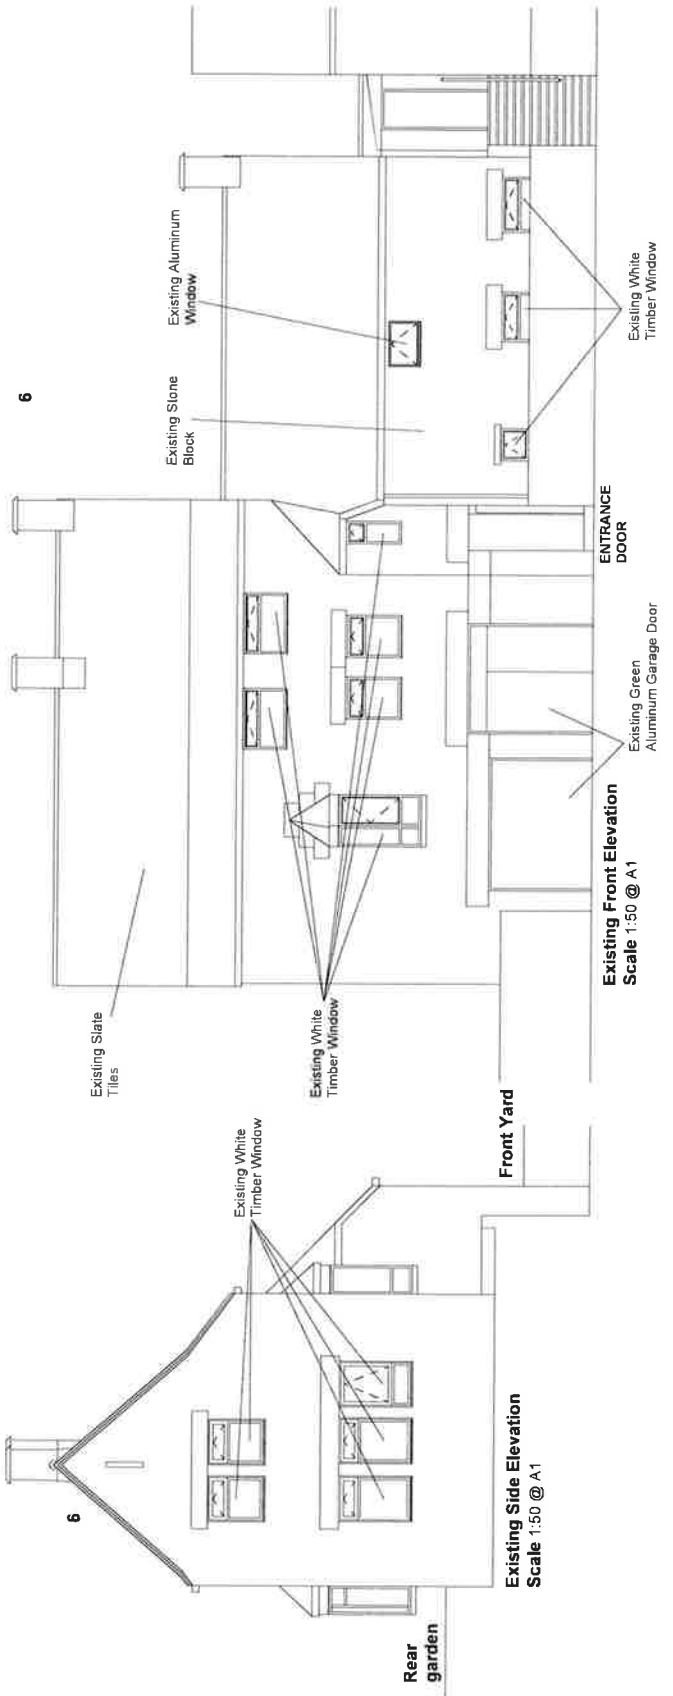 6
Existing Slate
Tiles
Existing White
Timber Window
Existing Stone
Block
Existing Aluminum
Window
Existing White
Timber Window
ENTRANCE
DOOR
Existing Green
Aluminum Garage Door
Existing Front Elevation
Scale 1:50 @ A1
6
Existing White
Timber Window
Front Yard
Rear
garden
Existing Side Elevation
Scale 1:50 @ A1